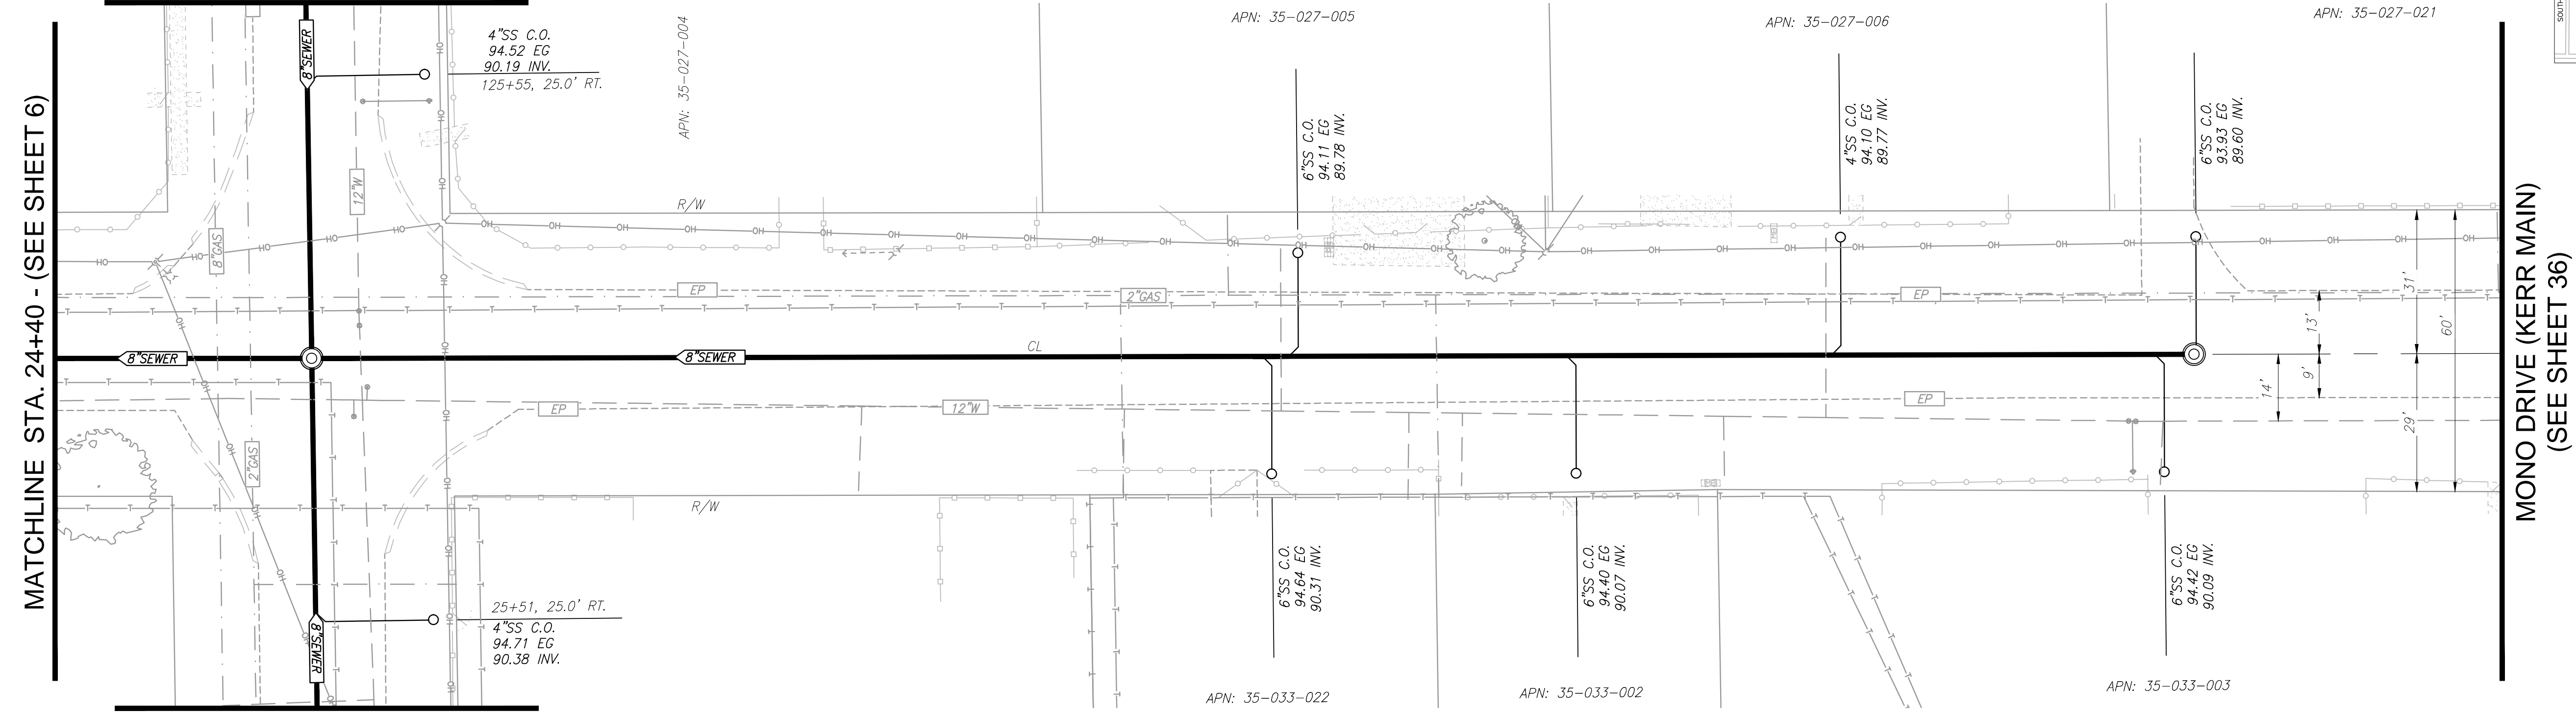 MATCHLINE STA. 24+40 - (SEE SHEET 6)
8"SEWER
4"SS C.O.
94.52 EG
90.19 INV.
125+55, 25.0' RT.
APN: 35-027-004
APN: 35-027-005
APN: 35-027-006
APN: 35-027-021
6"SS C.O.
94.11 EG
89.78 INV.
4"SS C.O.
94.10 EG
89.77 INV.
6"SS C.O.
93.93 EG
89.60 INV.
12"W
8"GAS
R/W
OH
EP
2"GAS
EP
T
8"SEWER
8"SEWER
CL
EP
12"W
EP
2"GAS
R/W
13'
31'
60'
14'
9'
29'
25+51, 25.0' RT.
4"SS C.O.
94.71 EG
90.38 INV.
8"SEWER
6"SS C.O.
94.64 EG
90.31 INV.
6"SS C.O.
94.40 EG
90.07 INV.
6"SS C.O.
94.42 EG
90.09 INV.
APN: 35-033-022
APN: 35-033-002
APN: 35-033-003
MONO DRIVE (KERR MAIN)
(SEE SHEET 36)